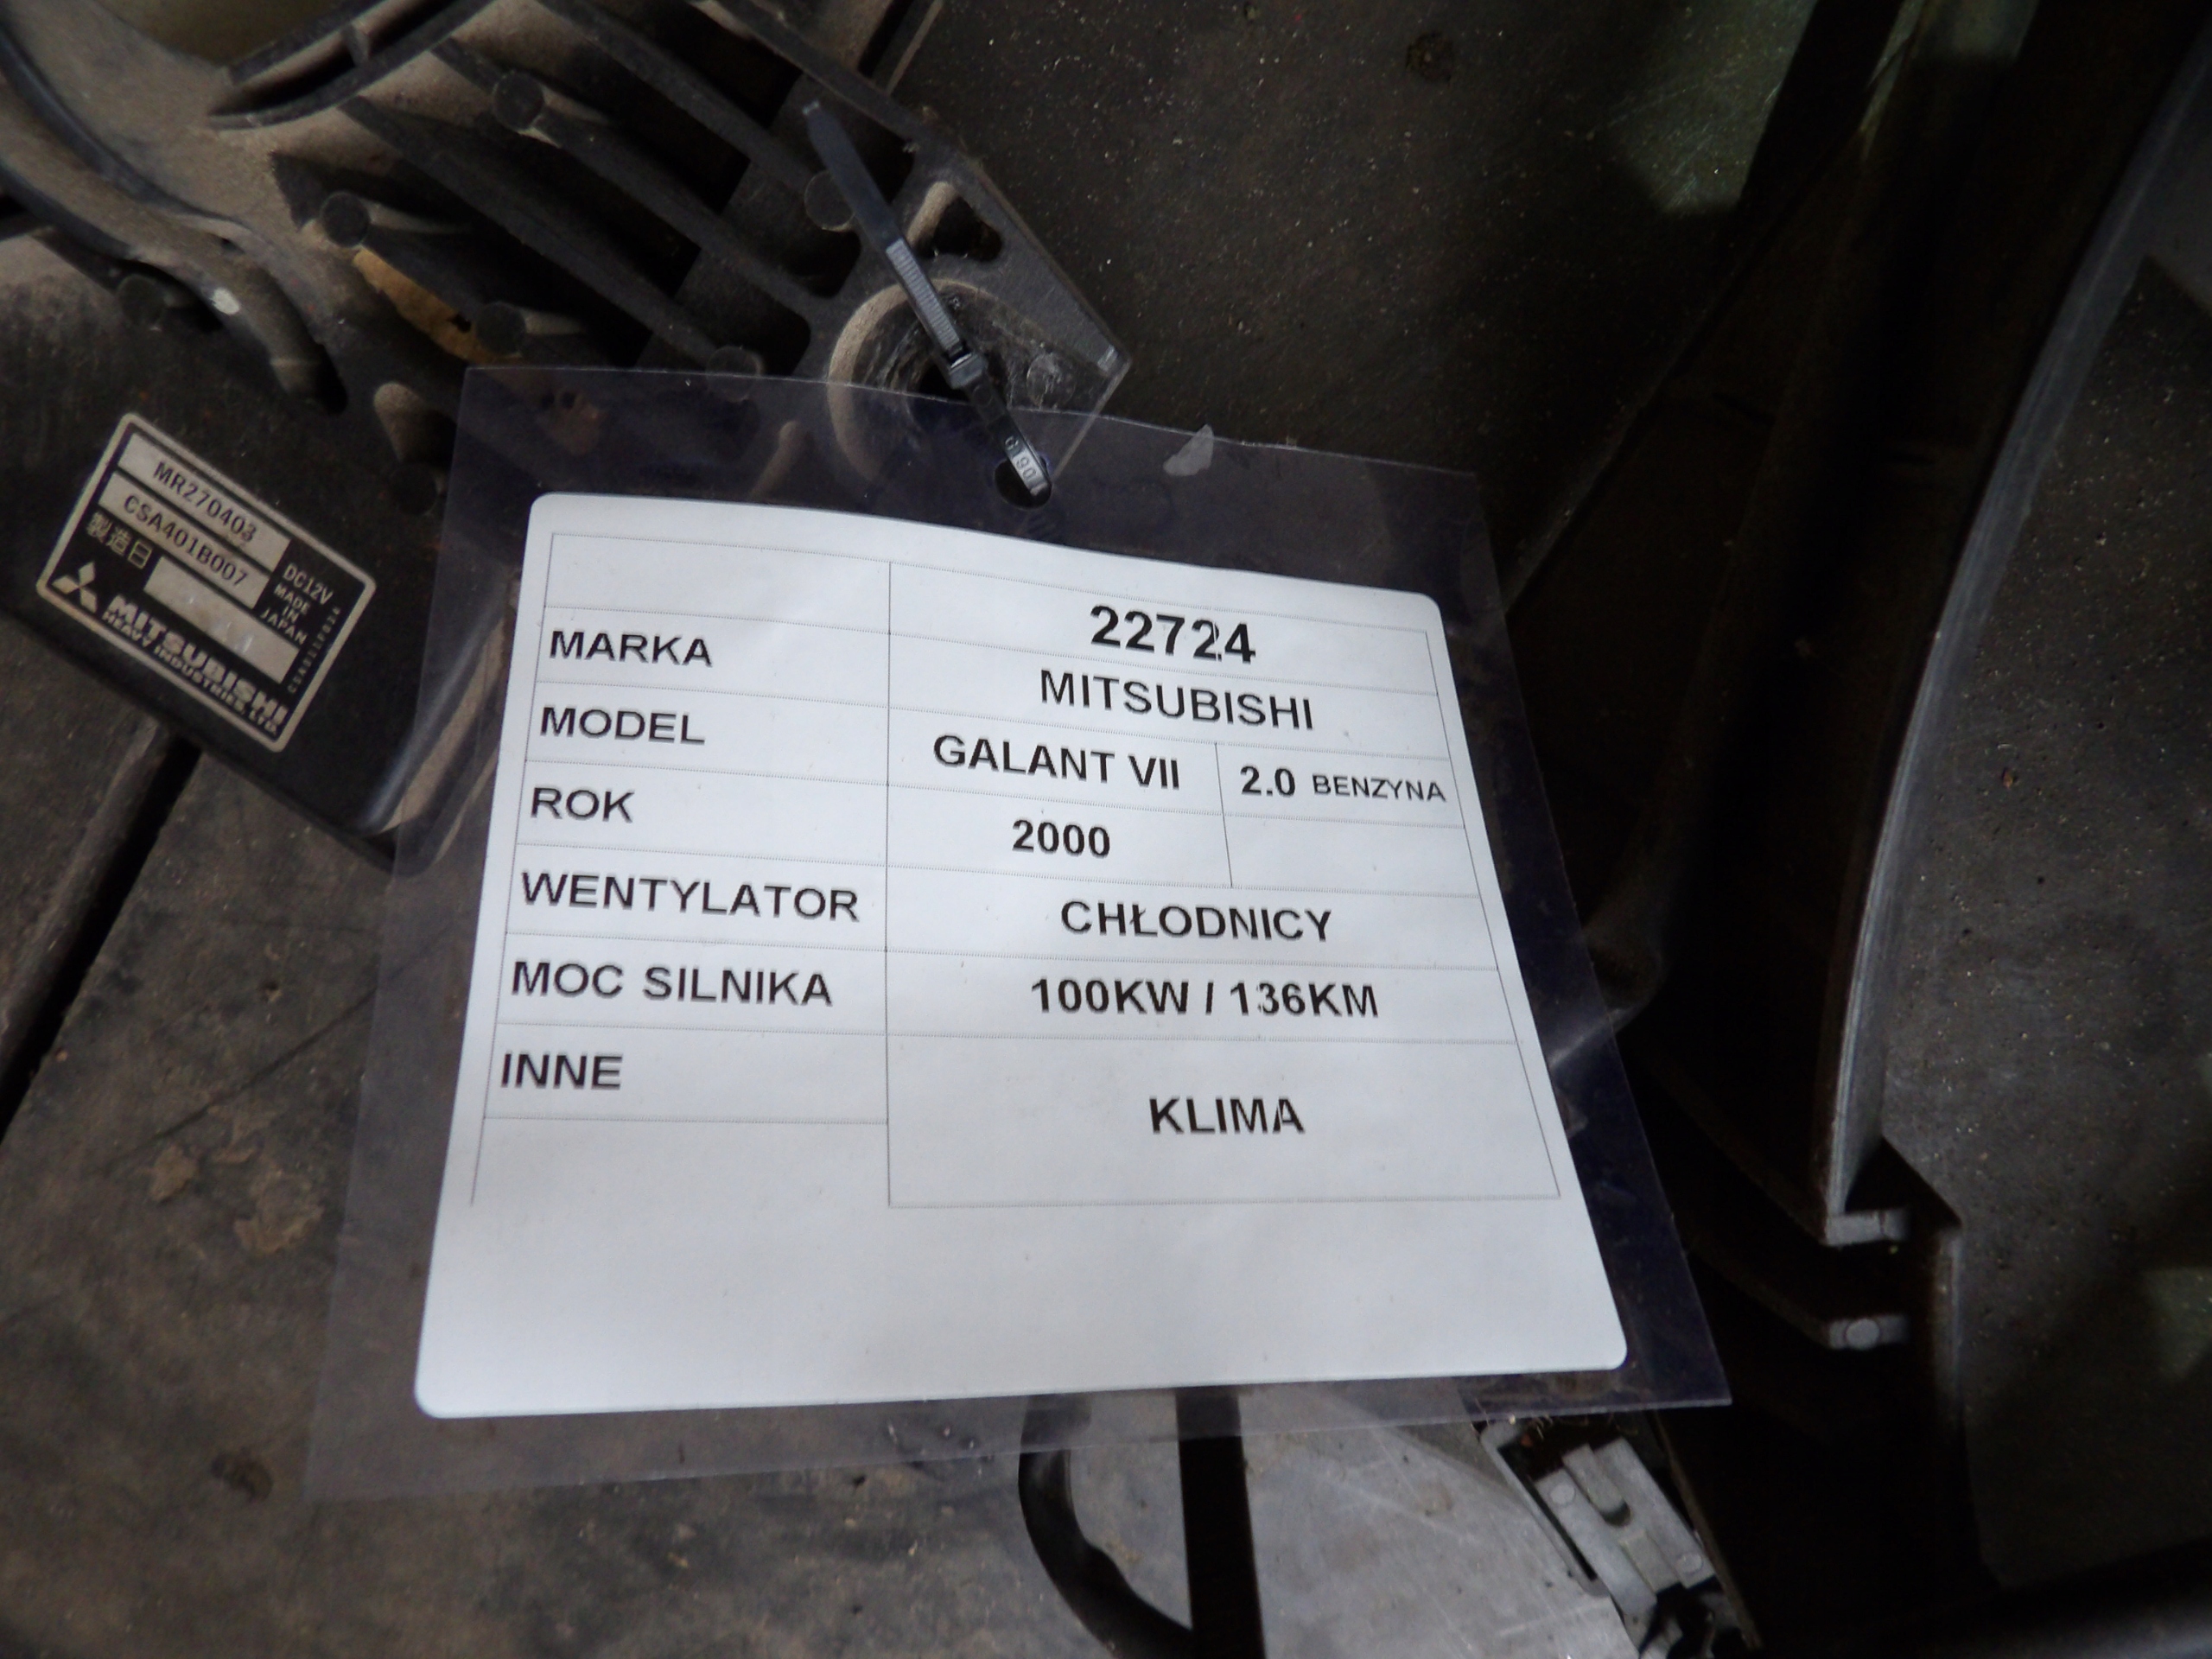 MR270403
CSA401B007
DC12V
製造日
MADE
IN
JAPAN
MITSUBISHI
HEAVY INDUSTRIES, LTD.
22724
MARKA MITSUBISHI
MODEL GALANT VII 2.0 BENZYNA
ROK 2000
WENTYLATOR CHŁODNICY
MOC SILNIKA 100KW / 136KM
INNE KLIMA